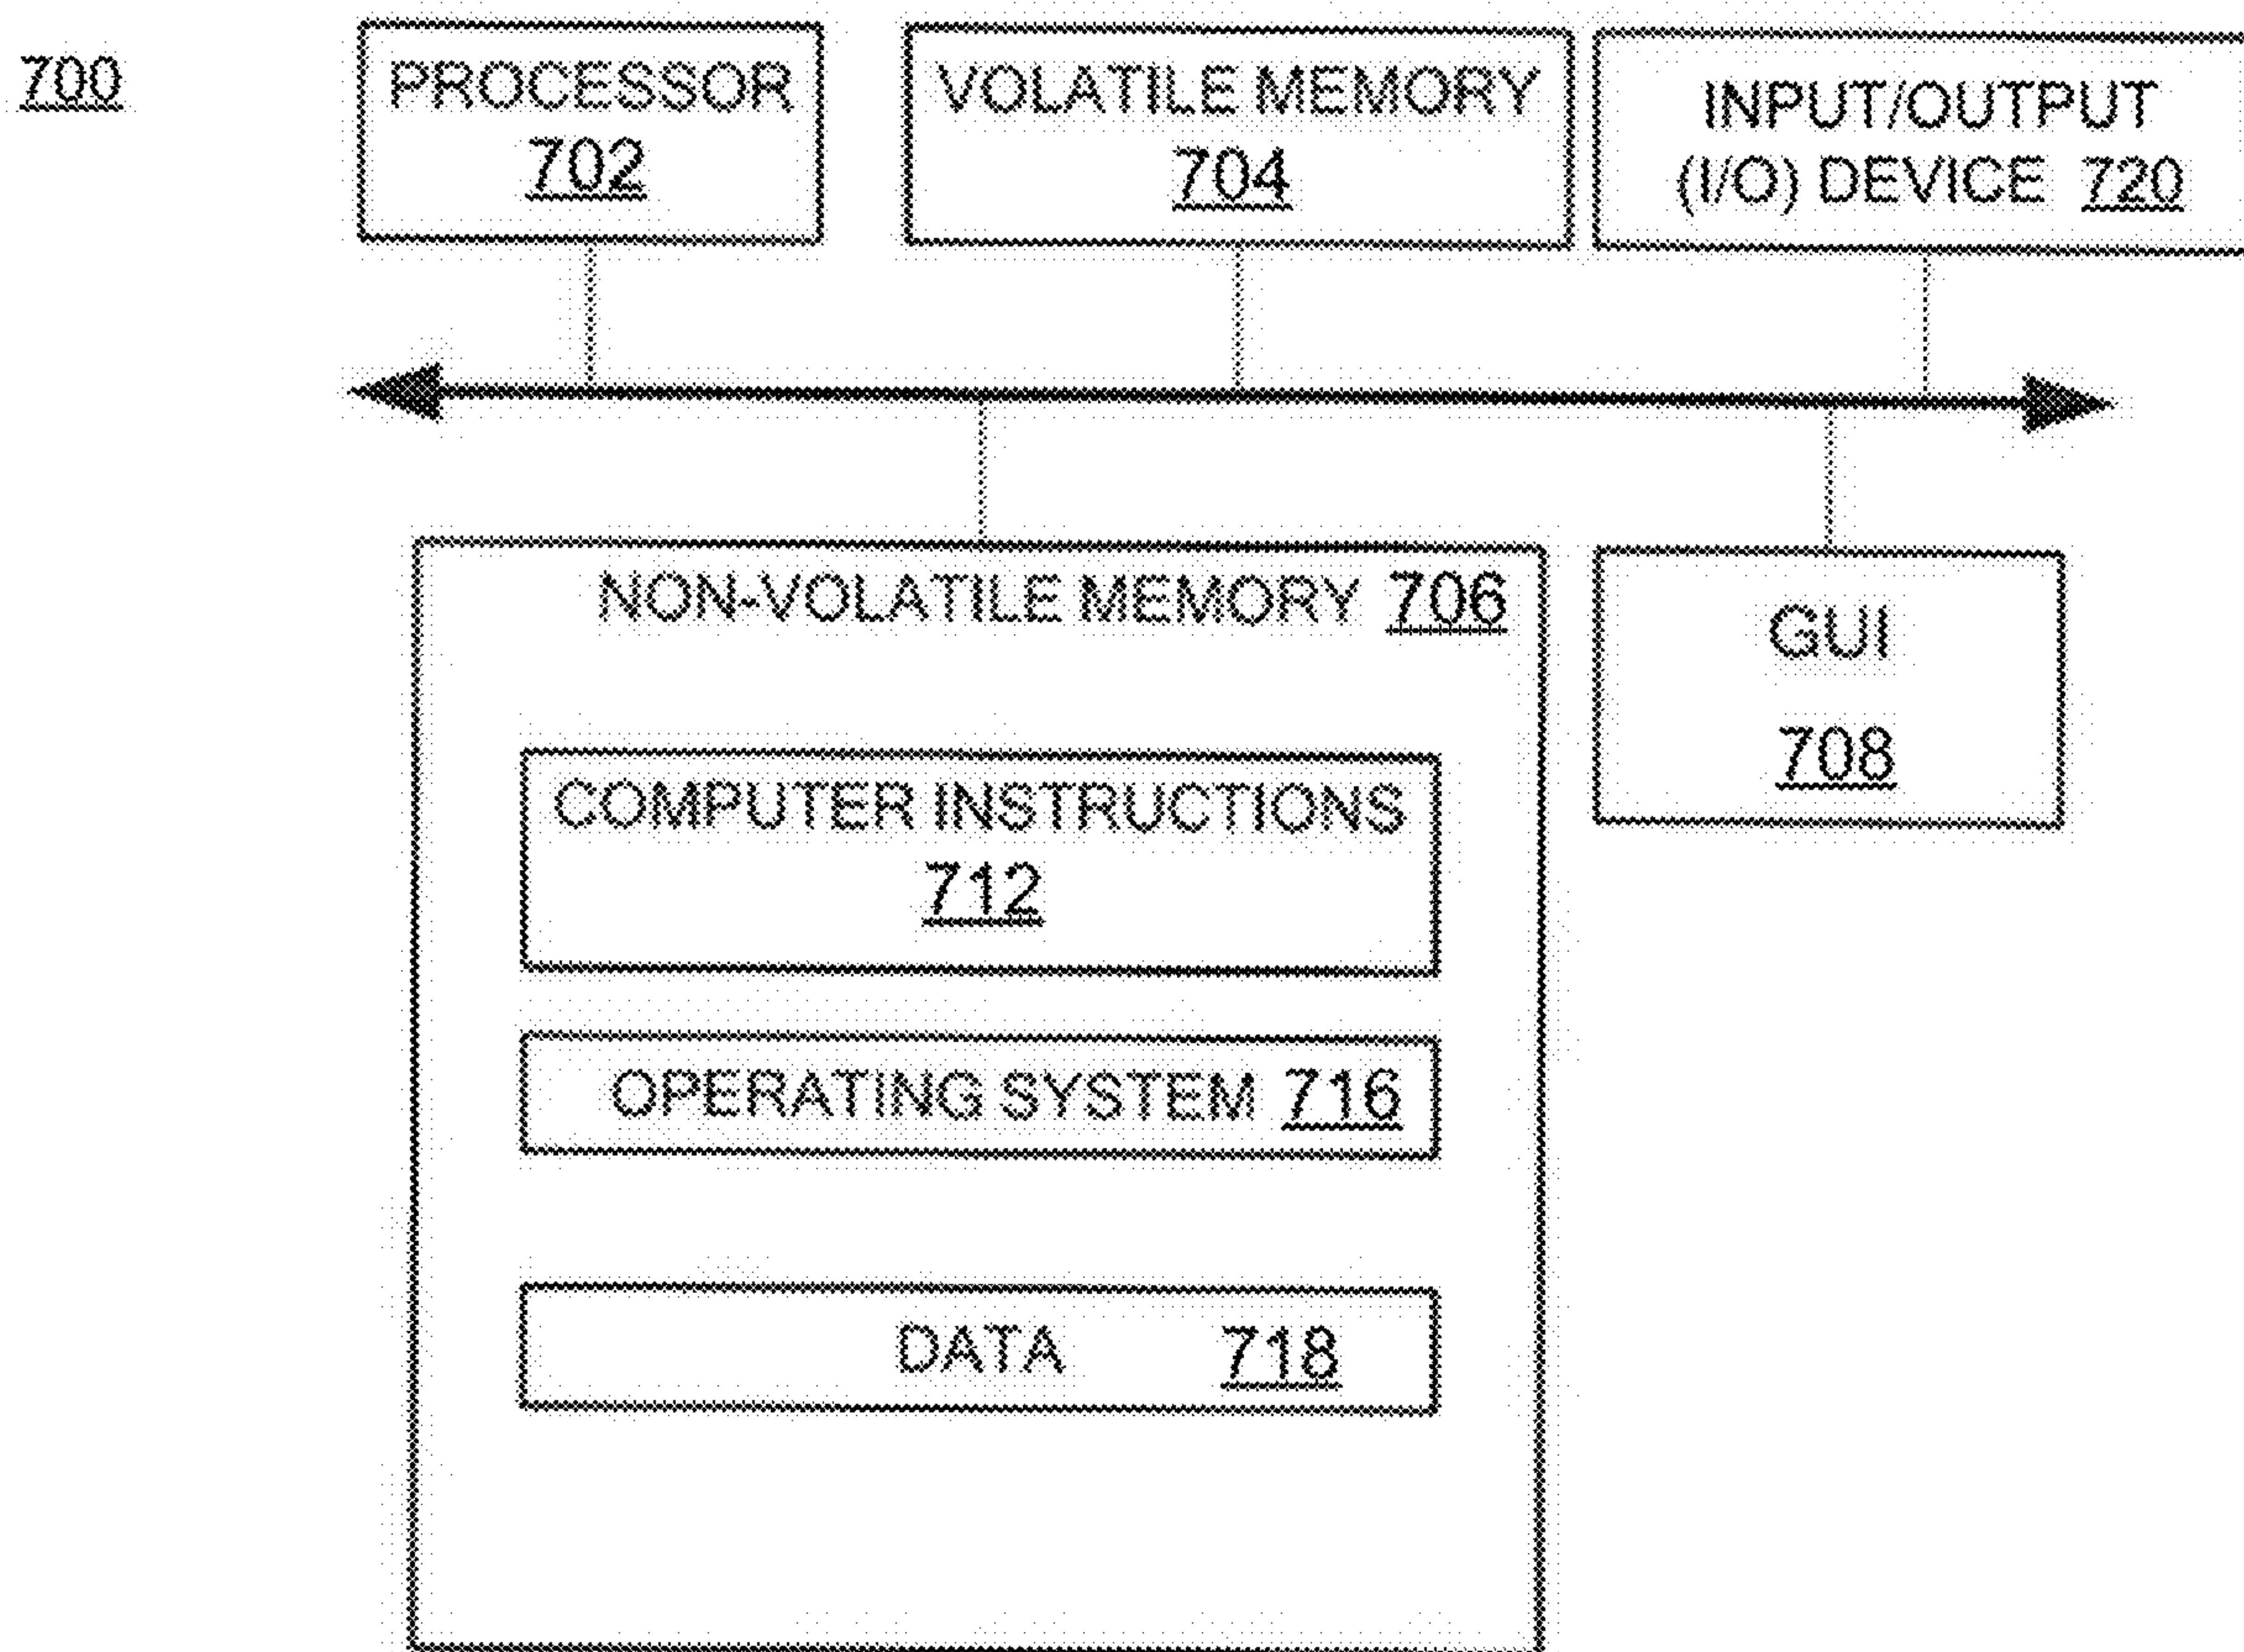 700
PROCESSOR
702
VOLATILE MEMORY
704
INPUT/OUTPUT
(I/O) DEVICE 720
NON-VOLATILE MEMORY 706
GUI
708
COMPUTER INSTRUCTIONS
712
OPERATING SYSTEM 716
DATA 718